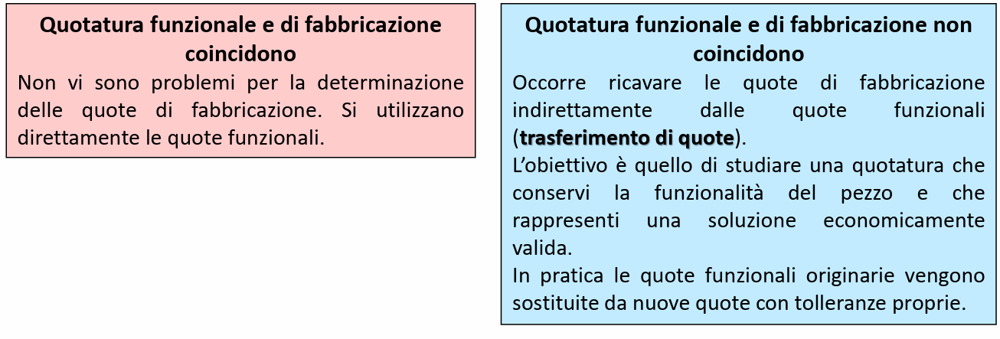 Quotatura funzionale e di fabbricazione
coincidono
Non vi sono problemi per la determinazione
delle quote di fabbricazione. Si utilizzano
direttamente le quote funzionali.
Quotatura funzionale e di fabbricazione non
coincidono
Occorre ricavare le quote di fabbricazione
indirettamente dalle quote funzionali
(trasferimento di quote).
L’obiettivo è quello di studiare una quotatura che
conservi la funzionalità del pezzo e che
rappresenti una soluzione economicamente
valida.
In pratica le quote funzionali originarie vengono
sostituite da nuove quote con tolleranze proprie.